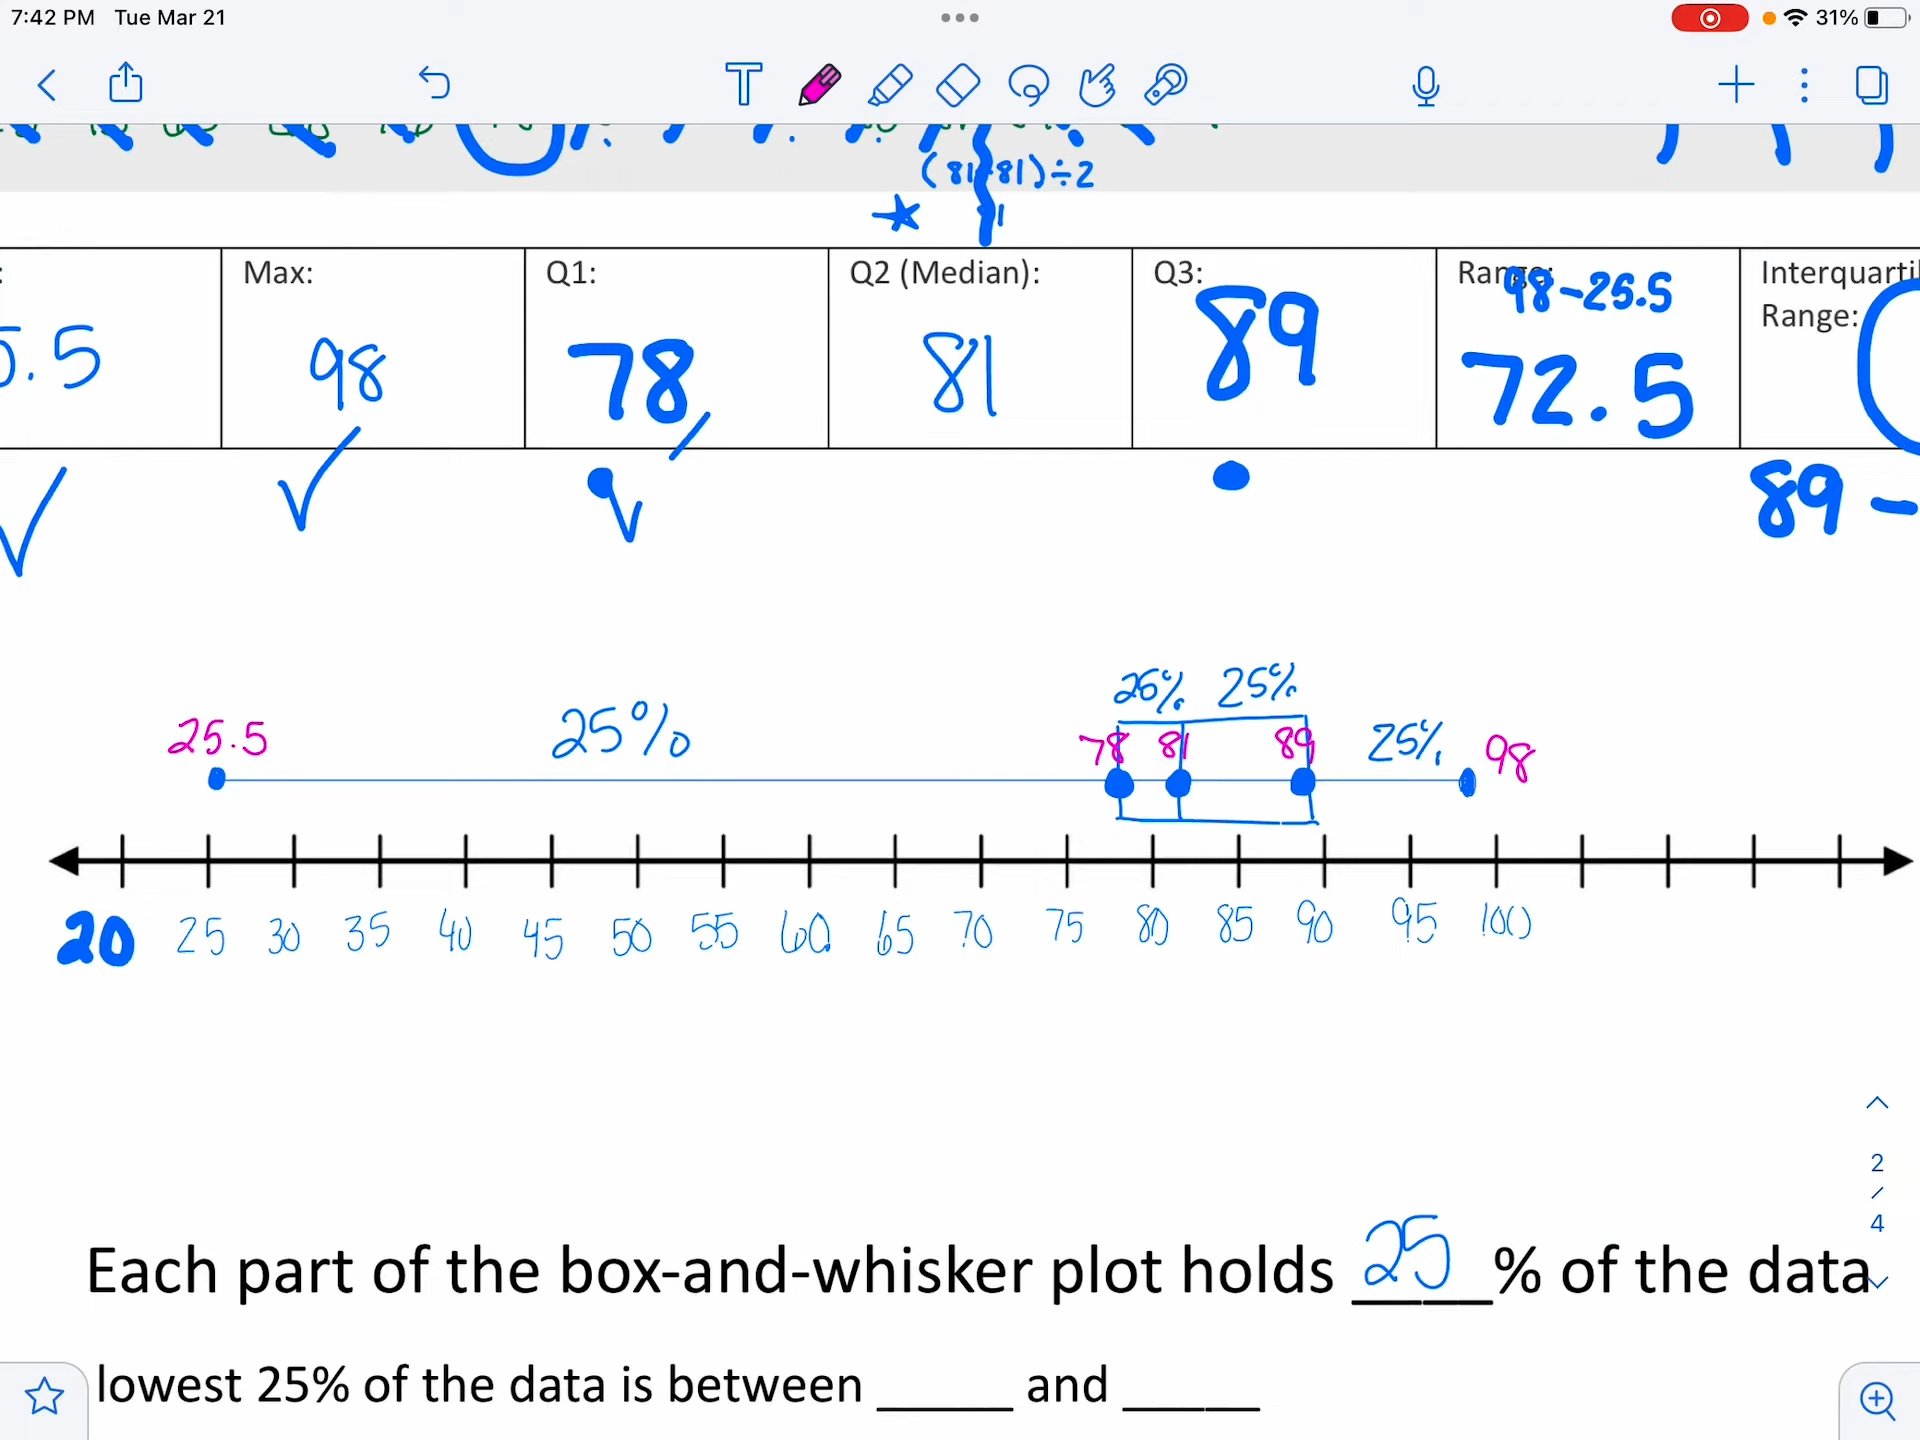 7:42 PM Tue Mar 21
31%
(81+81)÷2
Max: Q1: Q2 (Median): Q3: Range: Interquarti
Range:
98-25.5
.5 98 78 81 89 72.5
89 -
25% 25%
25.5 25% 78 81 89 25% 98
20 25 30 35 40 45 50 55 60 65 70 75 80 85 90 95 100
2
/
4
Each part of the box-and-whisker plot holds 25 % of the data
lowest 25% of the data is between _____ and _____